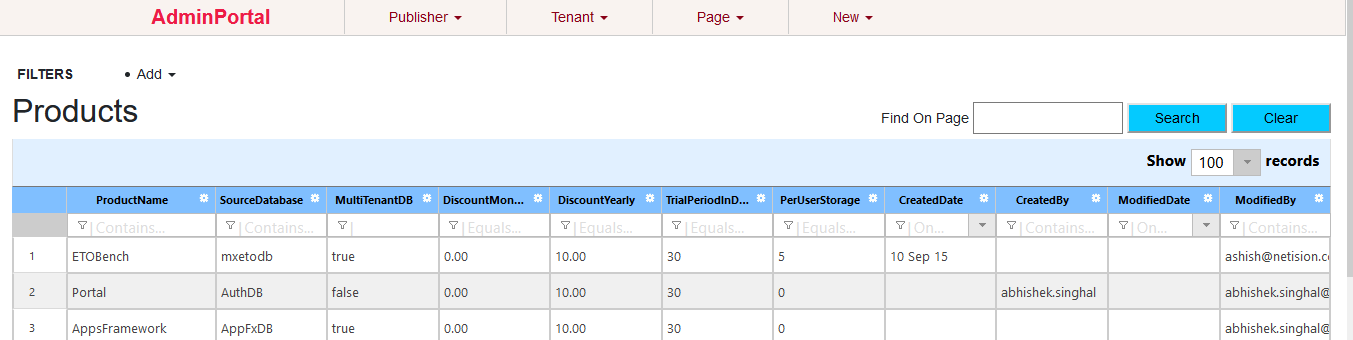 AdminPortal Publisher Tenant Page New
FILTERS • Add
Products
Find On Page Search Clear
Show 100 records
ProductName SourceDatabase MultiTenantDB DiscountMon... DiscountYearly TrialPeriodInD... PerUserStorage CreatedDate CreatedBy ModifiedDate ModifiedBy
Contains... Contains... Equals... Equals... Equals... Equals... On... Contains... On... Contains...
1 ETOBench mxetodb true 0.00 10.00 30 5 10 Sep 15 ashish@netision.c
2 Portal AuthDB false 0.00 10.00 30 0 abhishek.singhal abhishek.singhal@
3 AppsFramework AppFxDB true 0.00 10.00 30 0 abhishek.singhal@